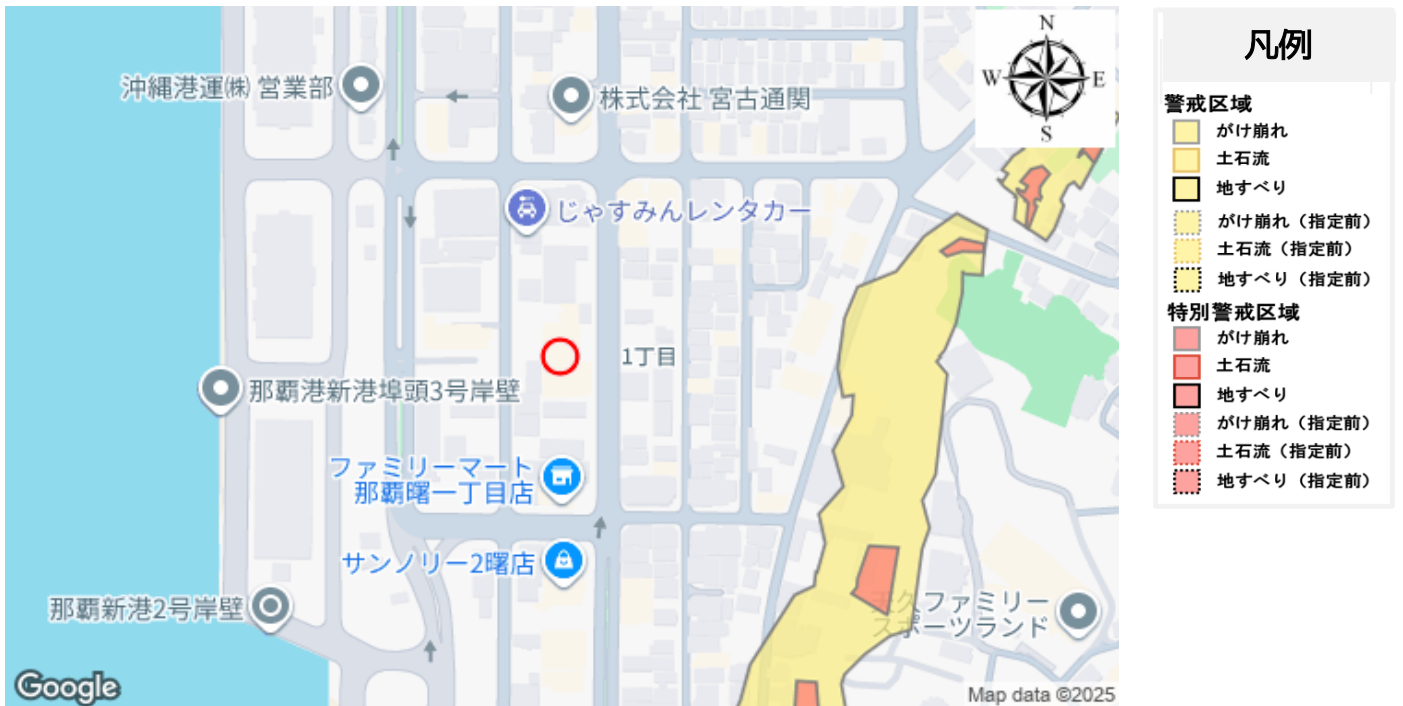 沖縄港運㈱ 営業部
株式会社 宮古通関
N
W
E
S
じゃすみんレンタカー
1丁目
那覇港新港埠頭3号岸壁
ファミリーマート
那覇曙一丁目店
サンノリー2曙店
那覇新港2号岸壁
天久ファミリー
スポーツランド
Google
Map data ©2025
凡例
警戒区域
がけ崩れ
土石流
地すべり
がけ崩れ（指定前）
土石流（指定前）
地すべり（指定前）
特別警戒区域
がけ崩れ
土石流
地すべり
がけ崩れ（指定前）
土石流（指定前）
地すべり（指定前）